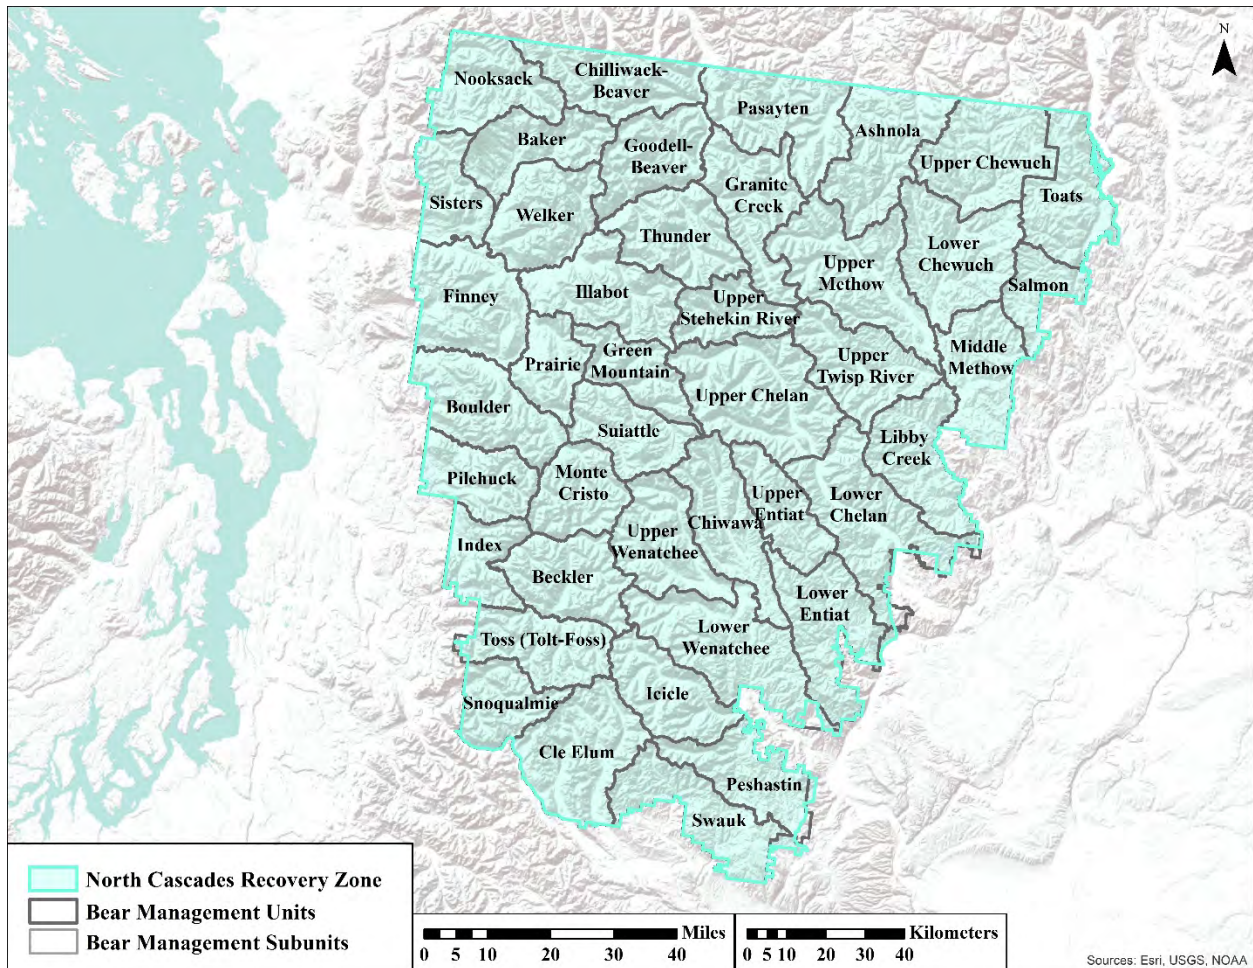 N
Nooksack
Chilliwack-
Beaver
Pasayten
Ashnola
Baker
Goodell-
Beaver
Upper Chewuch
Sisters
Welker
Granite
Creek
Toats
Thunder
Upper
Methow
Lower
Chewuch
Finney
Illabot
Upper
Stehekin River
Salmon
Prairie
Green
Mountain
Upper
Twisp River
Middle
Methow
Boulder
Upper Chelan
Suiattle
Libby
Creek
Pilchuck
Monte
Cristo
Upper
Entiat
Lower
Chelan
Chiwawa
Index
Upper
Wenatchee
Beckler
Lower
Entiat
Toss (Tolt-Foss)
Lower
Wenatchee
Snoqualmie
Icicle
Cle Elum
Peshastin
Swauk
North Cascades Recovery Zone
Bear Management Units
Bear Management Subunits
Miles
0 5 10 20 30 40
Kilometers
0 5 10 20 30 40
Sources: Esri, USGS, NOAA